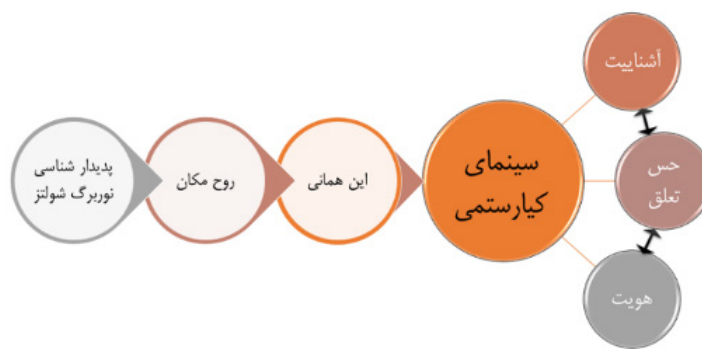 پدیدار شناسی
نوربرگ شولتز
روح مکان
این همانی
سینمای
کیارستمی
آشناییت
حس
تعلق
هویت